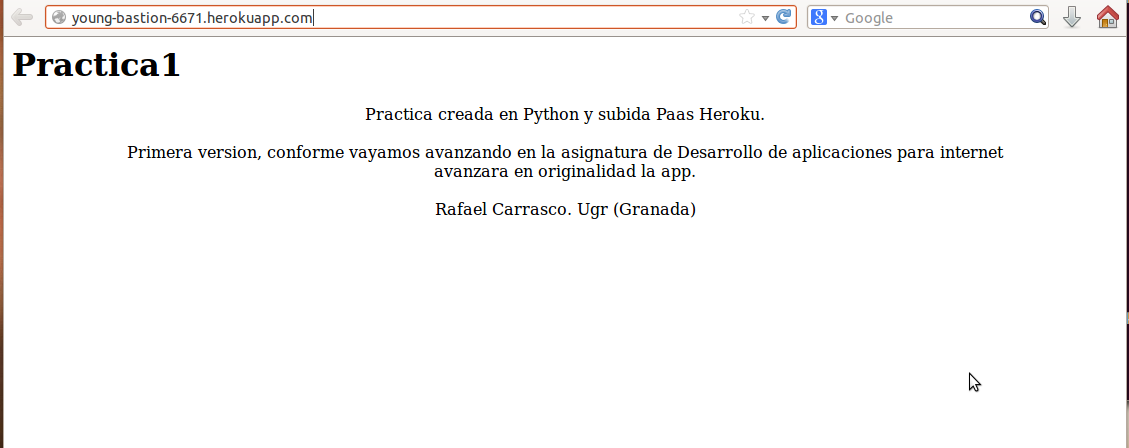 young-bastion-6671.herokuapp.com
Google
Practica1
Practica creada en Python y subida Paas Heroku.
Primera version, conforme vayamos avanzando en la asignatura de Desarrollo de aplicaciones para internet
avanzara en originalidad la app.
Rafael Carrasco. Ugr (Granada)